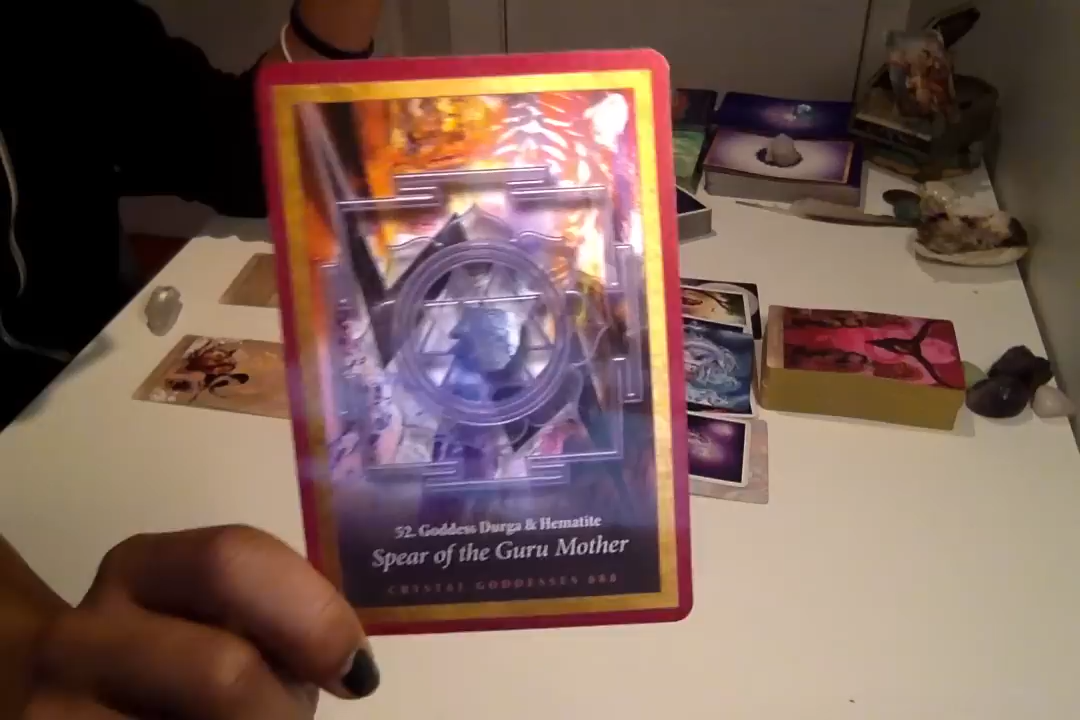 52. Goddess Durga & Hematite
Spear of the Guru Mother
CRYSTAL GODDESSES 888